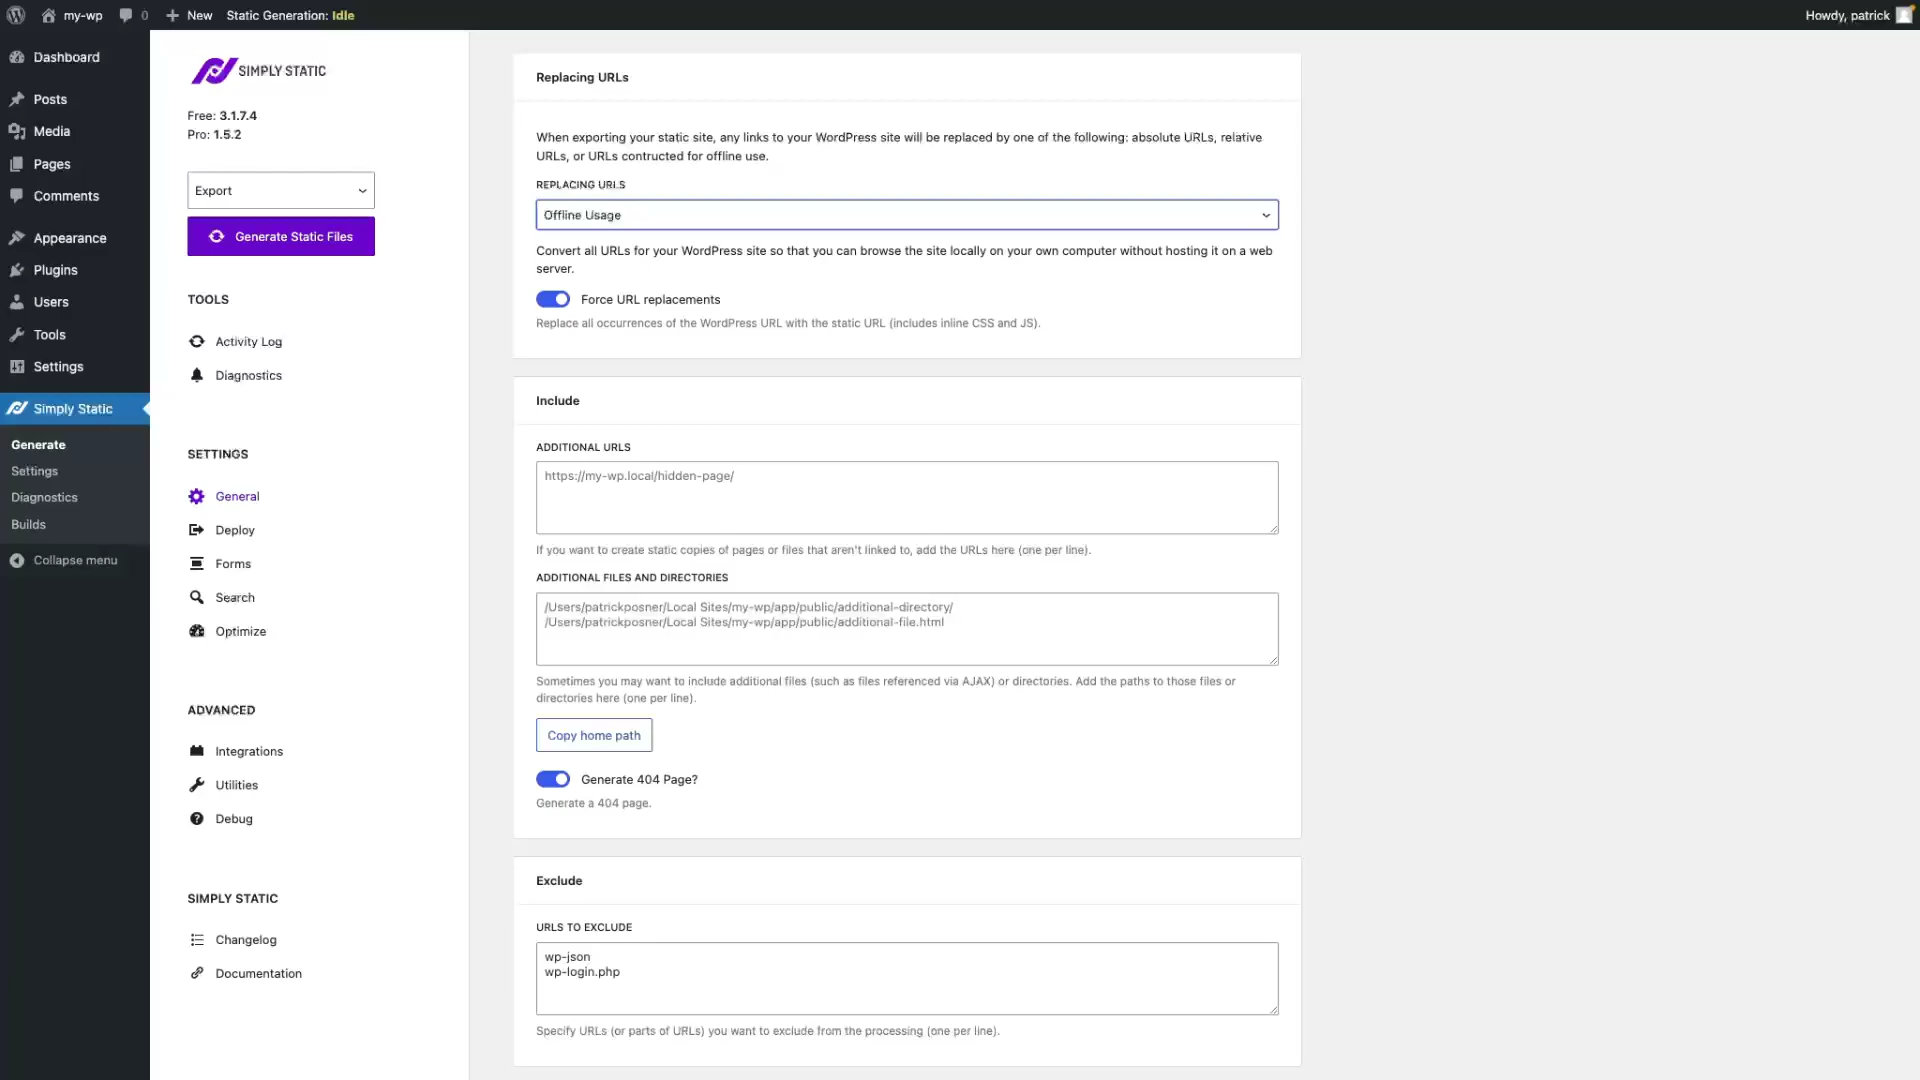 my-wp
0
New
Static Generation: Idle
Howdy, patrick
Dashboard
Posts
Media
Pages
Comments
Appearance
Plugins
Users
Tools
Settings
Simply Static
Generate
Settings
Diagnostics
Builds
Collapse menu
SIMPLY STATIC
Free: 3.1.7.4
Pro: 1.5.2
Export
Generate Static Files
TOOLS
Activity Log
Diagnostics
SETTINGS
General
Deploy
Forms
Search
Optimize
ADVANCED
Integrations
Utilities
Debug
SIMPLY STATIC
Changelog
Documentation
Replacing URLs
When exporting your static site, any links to your WordPress site will be replaced by one of the following: absolute URLs, relative
URLs, or URLs contructed for offline use.
REPLACING URLS
Offline Usage
Convert all URLs for your WordPress site so that you can browse the site locally on your own computer without hosting it on a web
server.
Force URL replacements
Replace all occurrences of the WordPress URL with the static URL (includes inline CSS and JS).
Include
ADDITIONAL URLS
https://my-wp.local/hidden-page/
If you want to create static copies of pages or files that aren't linked to, add the URLs here (one per line).
ADDITIONAL FILES AND DIRECTORIES
/Users/patrickposner/Local Sites/my-wp/app/public/additional-directory/
/Users/patrickposner/Local Sites/my-wp/app/public/additional-file.html
Sometimes you may want to include additional files (such as files referenced via AJAX) or directories. Add the paths to those files or
directories here (one per line).
Copy home path
Generate 404 Page?
Generate a 404 page.
Exclude
URLS TO EXCLUDE
wp-json
wp-login.php
Specify URLs (or parts of URLs) you want to exclude from the processing (one per line).